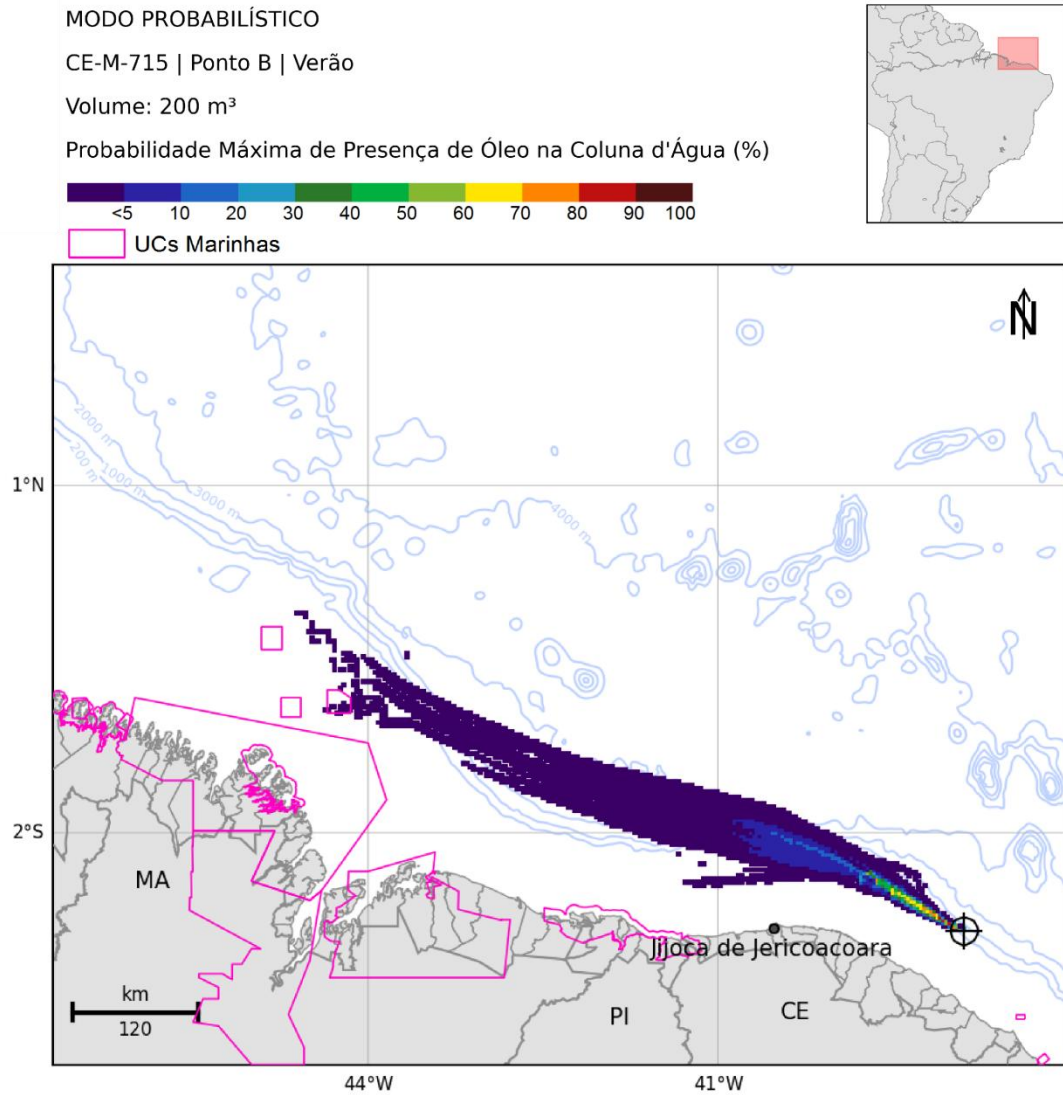 MODO PROBABILÍSTICO
CE-M-715 | Ponto B | Verão
Volume: 200 m³
Probabilidade Máxima de Presença de Óleo na Coluna d'Água (%)
<5 10 20 30 40 50 60 70 80 90 100
UCs Marinhas
N
2000 m
200 m
1000 m
3000 m
4000 m
1°N
2°S
MA
Jijoca de Jericoacoara
km
120
PI
CE
44°W
41°W